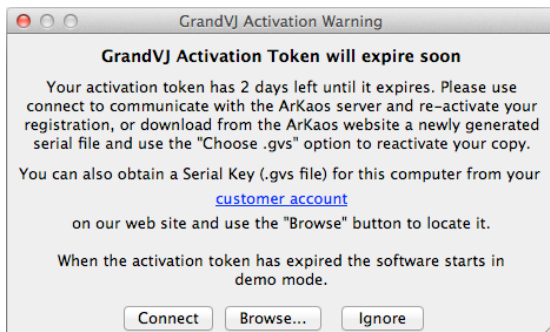 GrandVJ Activation Warning
GrandVJ Activation Token will expire soon
Your activation token has 2 days left until it expires. Please use
connect to communicate with the ArKaos server and re-activate your
registration, or download from the ArKaos website a newly generated
serial file and use the "Choose .gvs" option to reactivate your copy.
You can also obtain a Serial Key (.gvs file) for this computer from your
customer account
on our web site and use the "Browse" button to locate it.
When the activation token has expired the software starts in
demo mode.
Connect Browse... Ignore